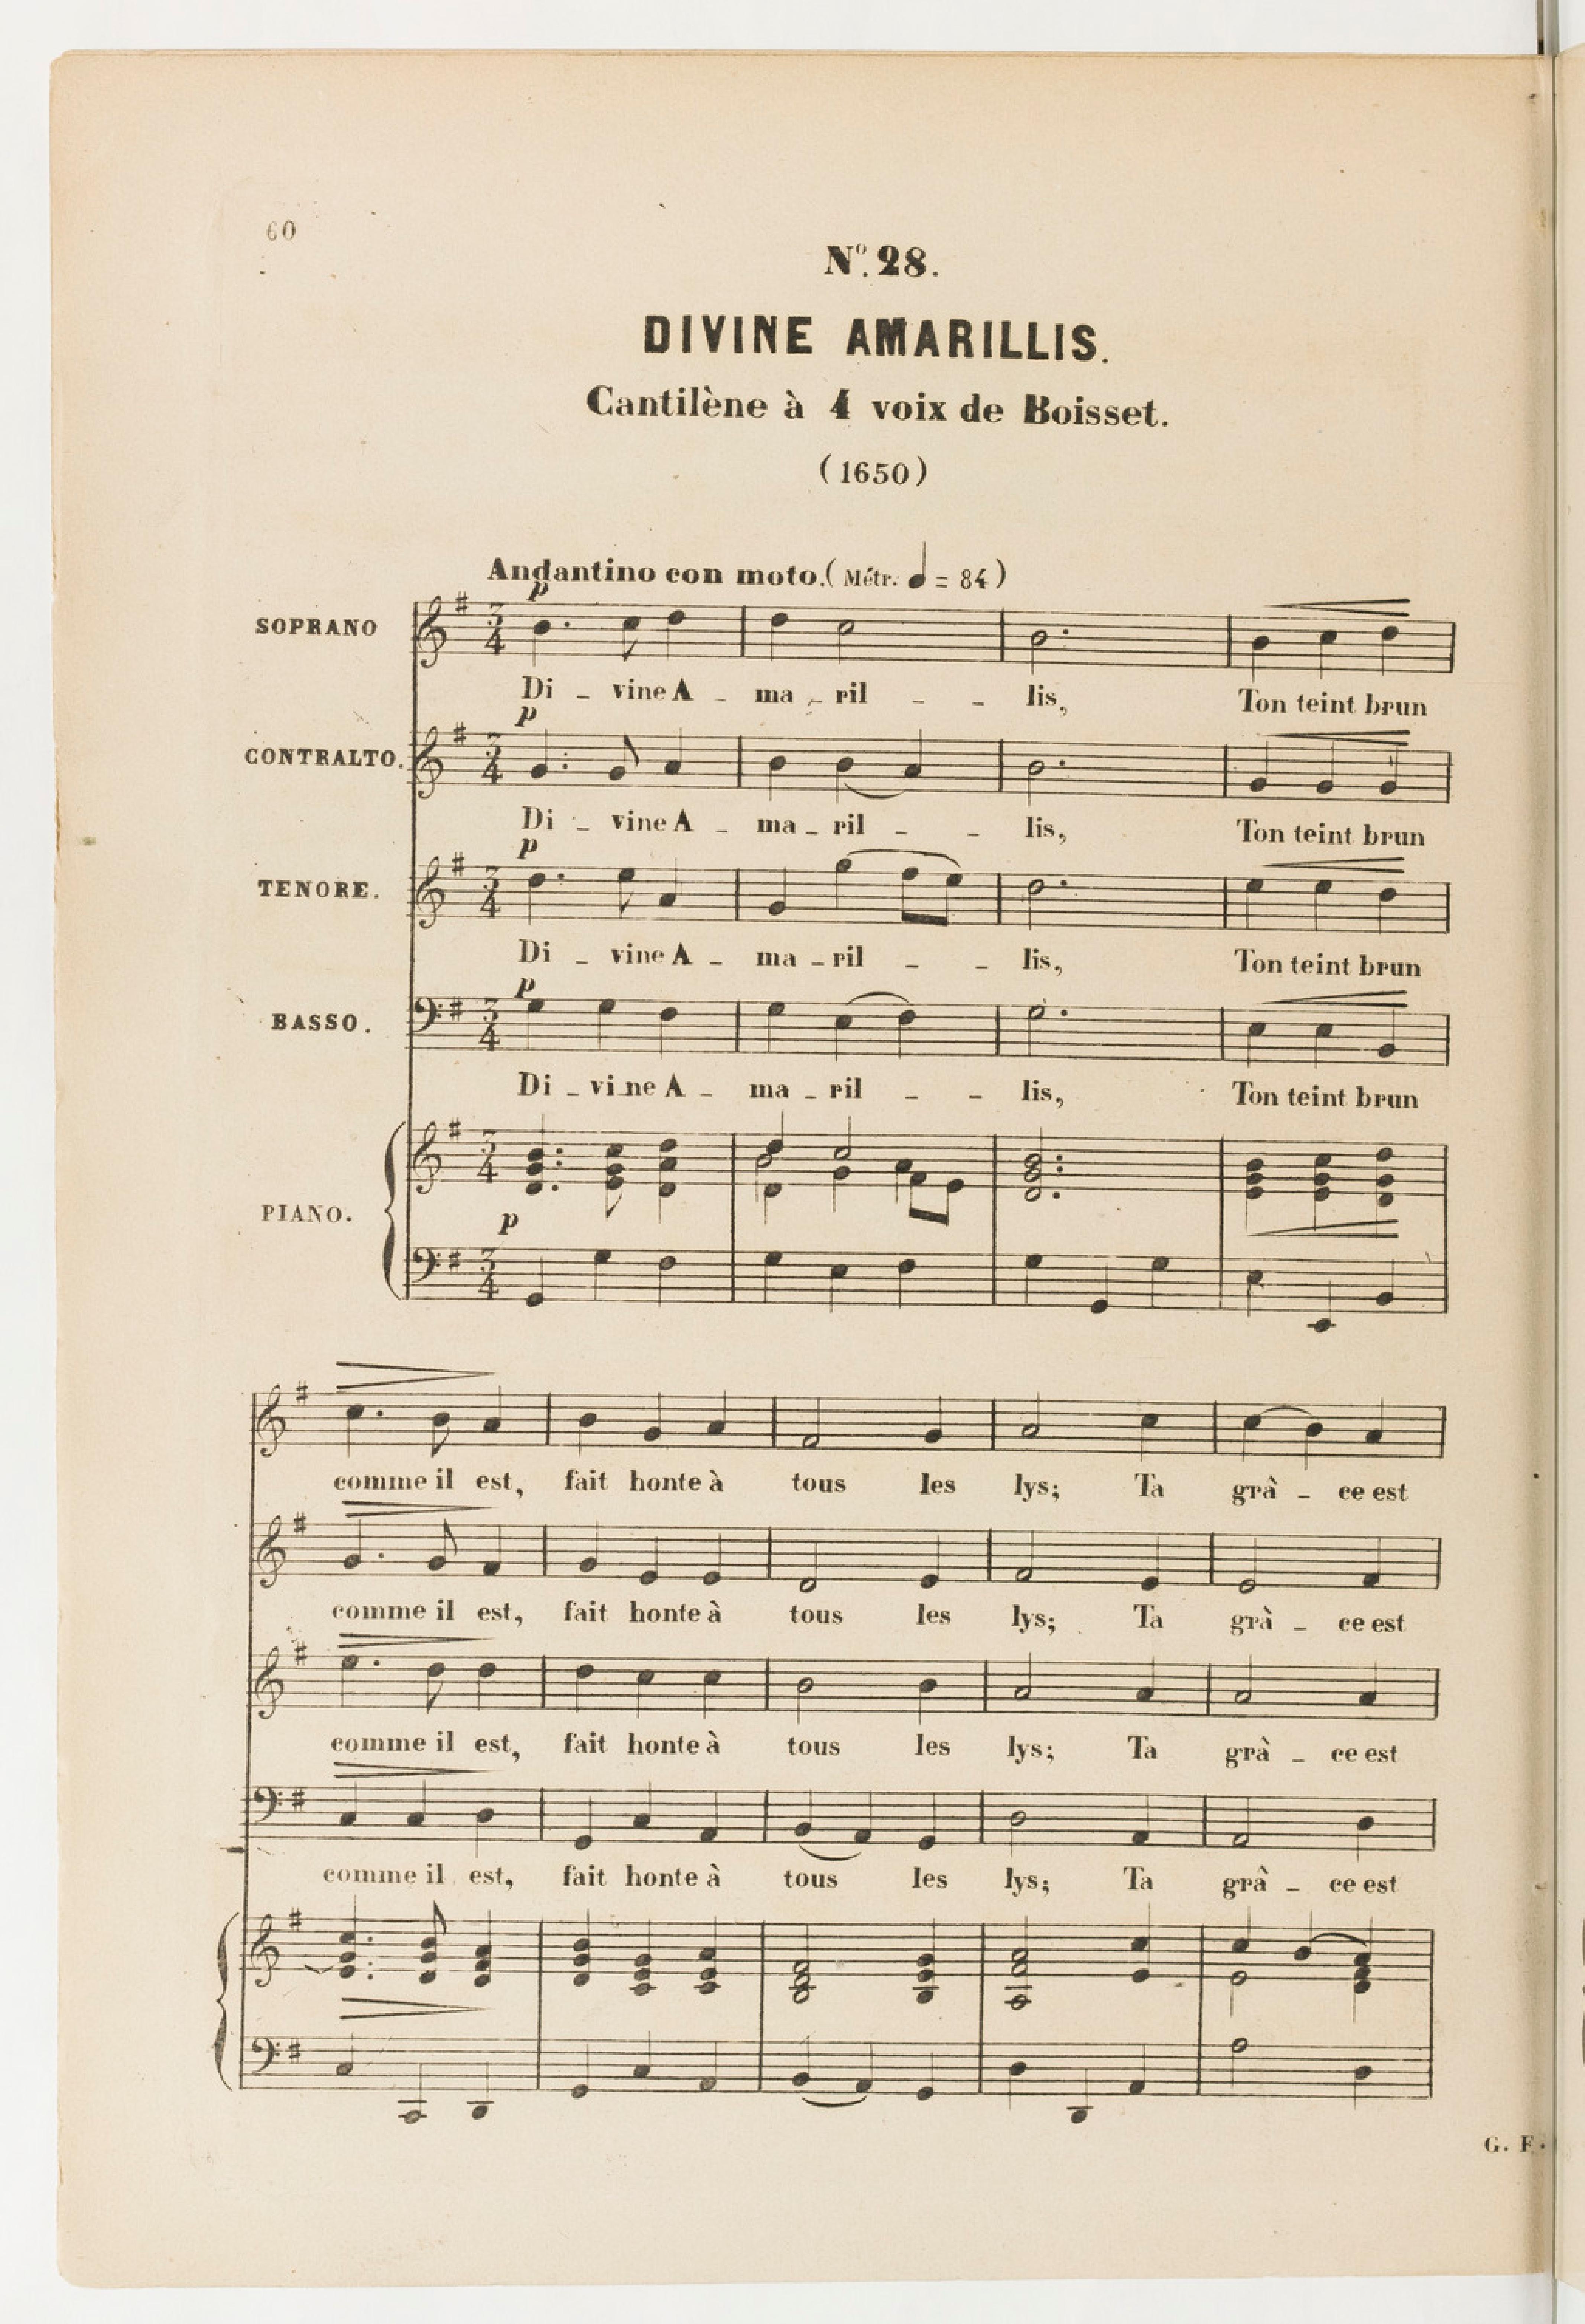 60
Nº. 28.
DIVINE AMARILLIS.
Cantilène à 4 voix de Boisset.
(1650)
Andantino con moto. (Métr. ♩ = 84)
p
SOPRANO
Di - vine A - ma - ril - - lis, Ton teint brun
p
CONTRALTO.
Di - vine A - ma - ril - - lis, Ton teint brun
p
TENORE.
Di - vine A - ma - ril - - lis, Ton teint brun
p
BASSO.
Di - vi_ne A - ma - ril - - lis, Ton teint brun
PIANO.
p
comme il est, fait honte à tous les lys; Ta grà - ce est
comme il est, fait honte à tous les lys; Ta grà - ce est
comme il est, fait honte à tous les lys; Ta grà - ce est
comme il est, fait honte à tous les lys; Ta grâ - ce est
G. F.